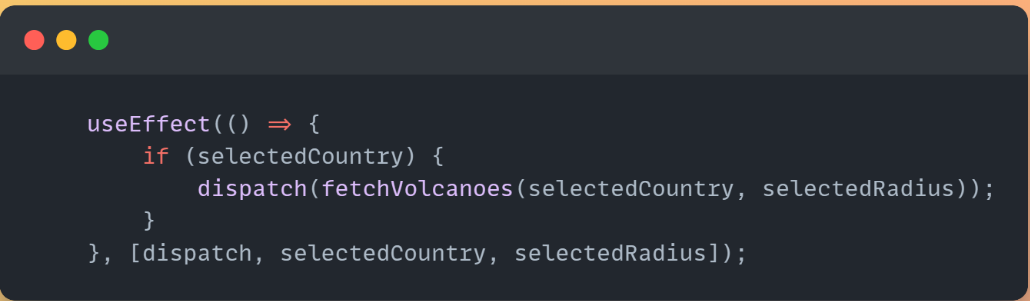 useEffect(() => {
    if (selectedCountry) {
        dispatch(fetchVolcanoes(selectedCountry, selectedRadius));
    }
}, [dispatch, selectedCountry, selectedRadius]);